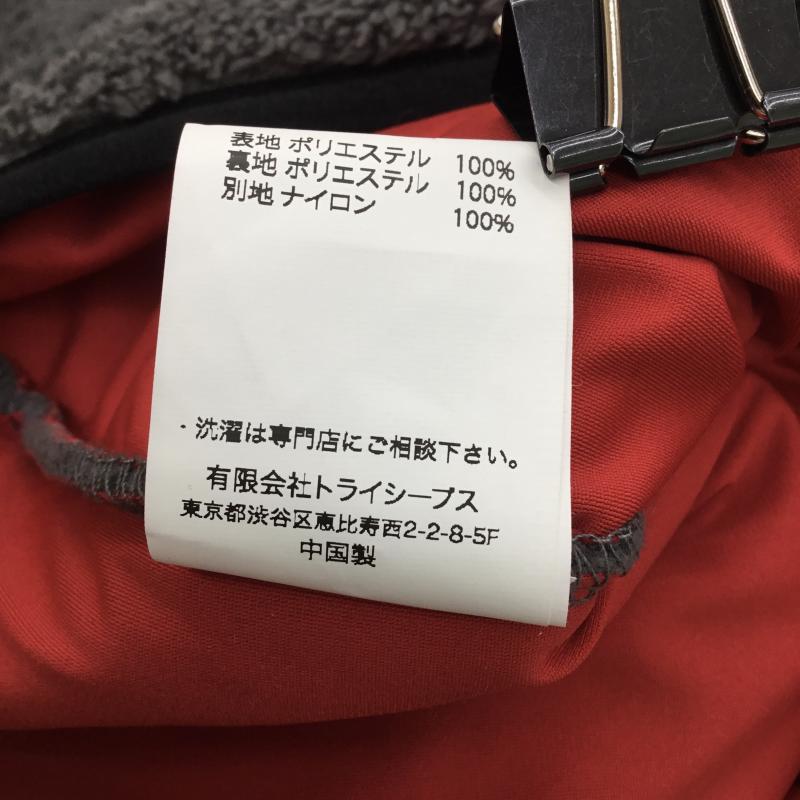 表地 ポリエステル 100%
裏地 ポリエステル 100%
別地 ナイロン 100%
・洗濯は専門店にご相談下さい。
有限会社トライシープス
東京都渋谷区恵比寿西2-2-8-5F
中国製